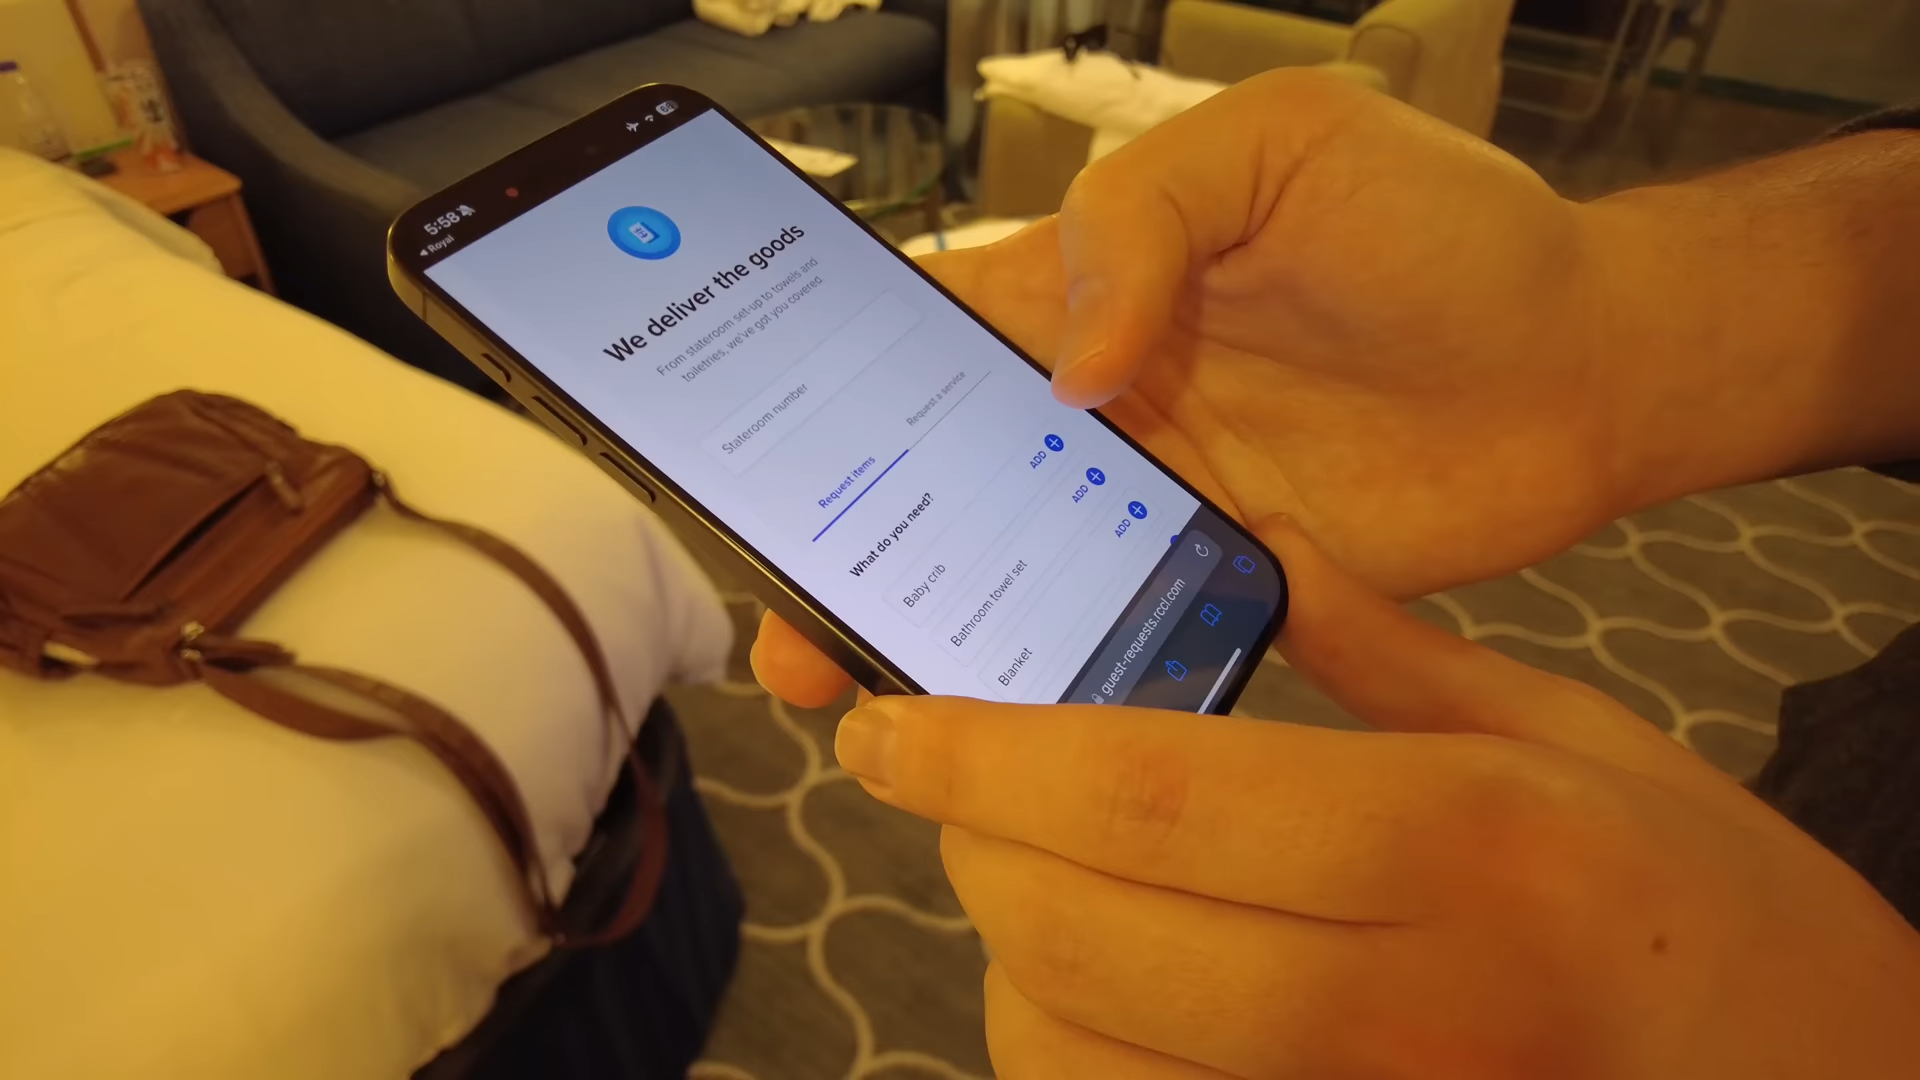 5:58
Royal
We deliver the goods
From stateroom set-up to towels and
toiletries, we've got you covered
Stateroom number
Request items
Request a service
What do you need?
Baby crib
ADD
Bathroom towel set
ADD
Blanket
ADD
guest-requests.rccl.com